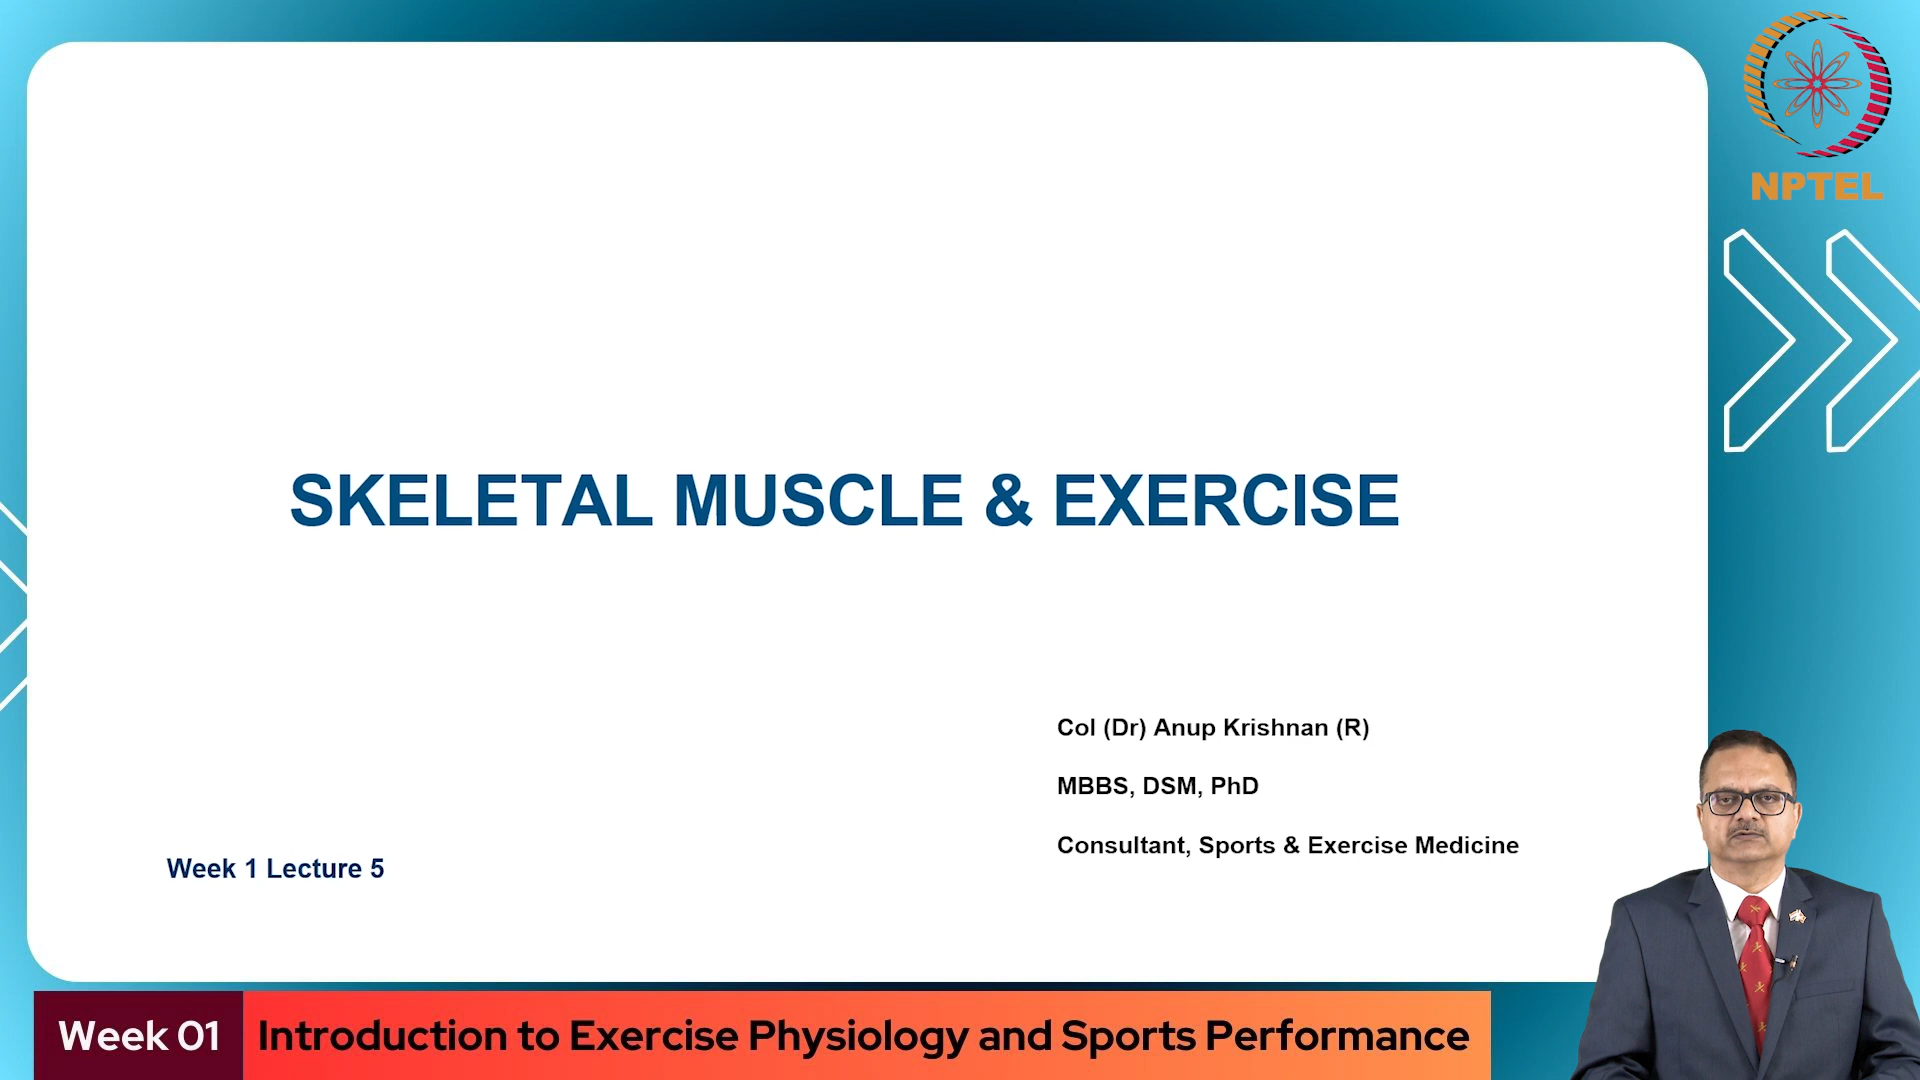 NPTEL
SKELETAL MUSCLE & EXERCISE
Col (Dr) Anup Krishnan (R)
MBBS, DSM, PhD
Consultant, Sports & Exercise Medicine
Week 1 Lecture 5
Week 01
Introduction to Exercise Physiology and Sports Performance